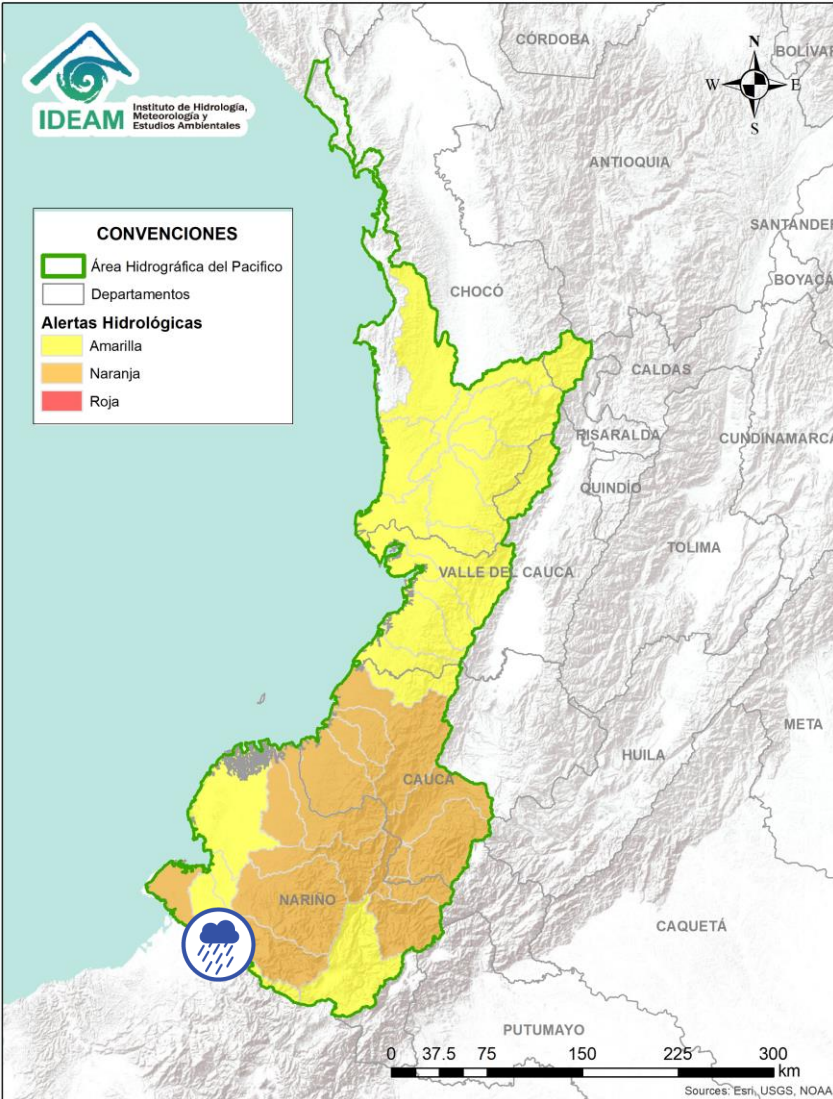 IDEAM
Instituto de Hidrología,
Meteorología y
Estudios Ambientales
CÓRDOBA
BOLÍVAR
N
W
E
S
ANTIOQUIA
CONVENCIONES
Área Hidrográfica del Pacifico
Departamentos
Alertas Hidrológicas
Amarilla
Naranja
Roja
SANTANDER
BOYACÁ
CHOCÓ
CALDAS
RISARALDA
CUNDINAMARCA
QUINDÍO
TOLIMA
VALLE DEL CAUCA
META
HUILA
CAUCA
NARIÑO
CAQUETÁ
PUTUMAYO
0 37.5 75 150 225 300
km
Sources: Esri, USGS, NOAA